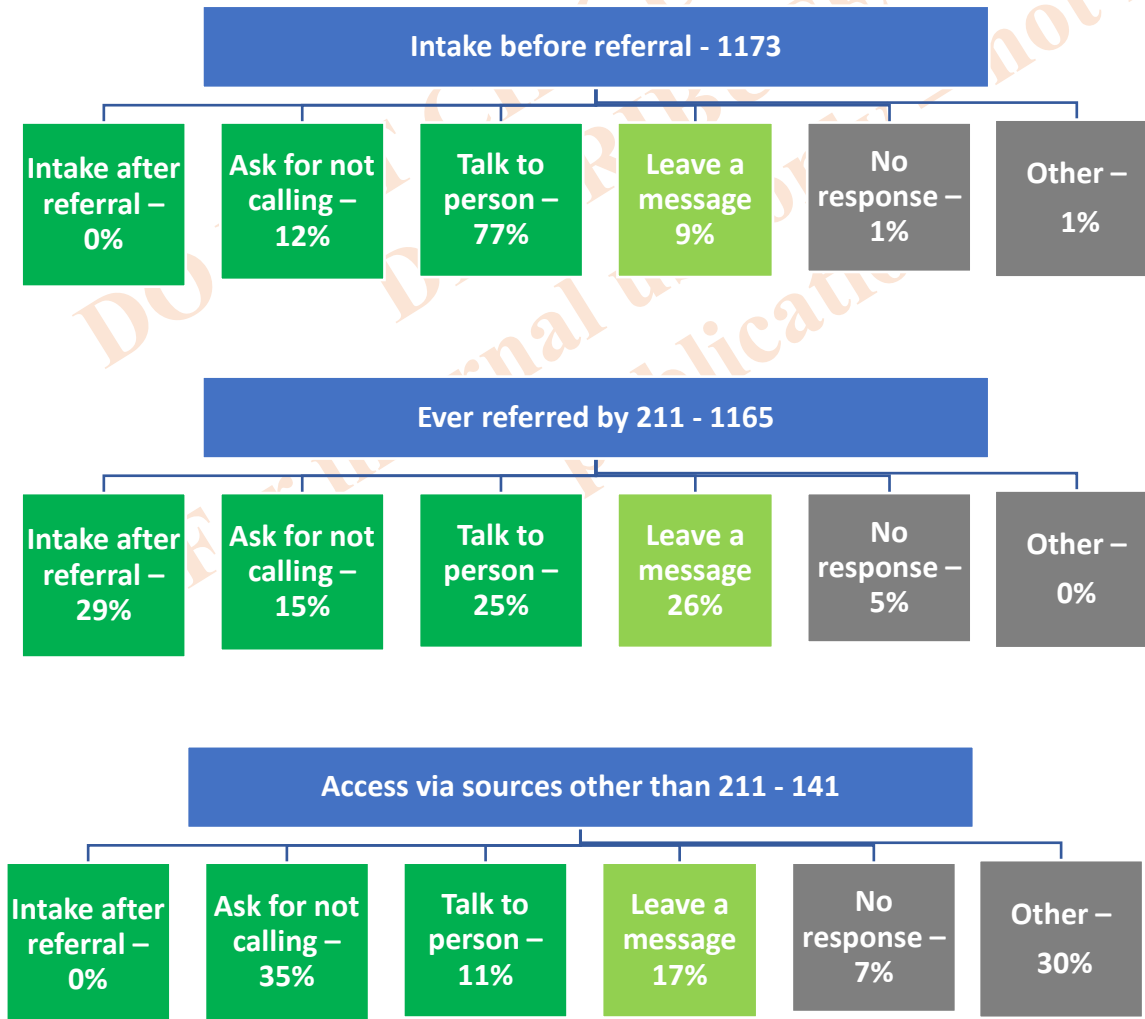 Intake before referral - 1173
Intake after
referral –
0%
Ask for not
calling –
12%
Talk to
person –
77%
Leave a
message
9%
No
response –
1%
Other –
1%
Ever referred by 211 - 1165
Intake after
referral –
29%
Ask for not
calling –
15%
Talk to
person –
25%
Leave a
message
26%
No
response –
5%
Other –
0%
Access via sources other than 211 - 141
Intake after
referral –
0%
Ask for not
calling –
35%
Talk to
person –
11%
Leave a
message
17%
No
response –
7%
Other –
30%